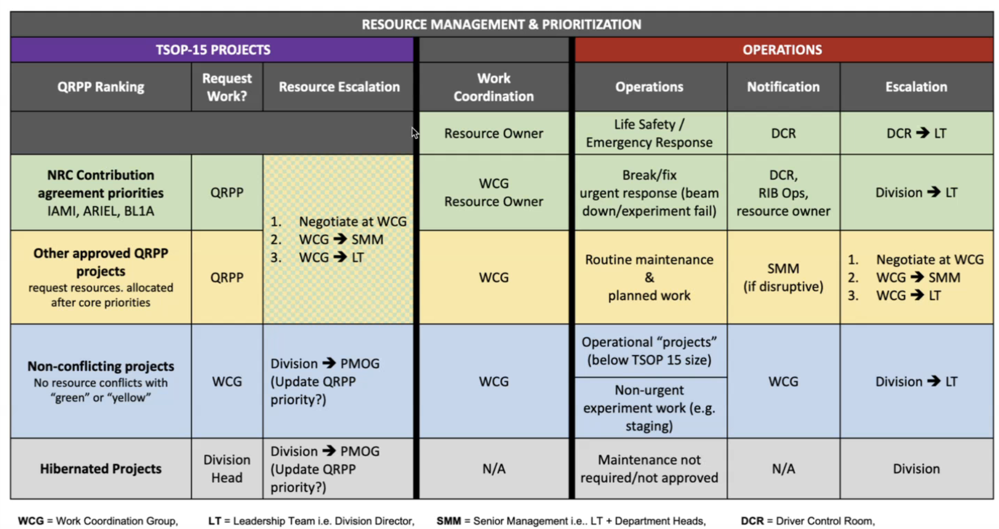 RESOURCE MANAGEMENT & PRIORITIZATION
TSOP-15 PROJECTS
OPERATIONS
QRPP Ranking
Request
Work?
Resource Escalation
Work
Coordination
Operations
Notification
Escalation
Resource Owner
Life Safety /
Emergency Response
DCR
DCR ➔ LT
NRC Contribution
agreement priorities
IAMI, ARIEL, BL1A
QRPP
1. Negotiate at WCG
2. WCG ➔ SMM
3. WCG ➔ LT
WCG
Resource Owner
Break/fix
urgent response (beam
down/experiment fail)
DCR,
RIB Ops,
resource owner
Division ➔ LT
Other approved QRPP
projects
request resources. allocated
after core priorities
QRPP
WCG
Routine maintenance
&
planned work
SMM
(if disruptive)
1. Negotiate at WCG
2. WCG ➔ SMM
3. WCG ➔ LT
Non-conflicting projects
No resource conflicts with
“green” or “yellow”
WCG
Division ➔ PMOG
(Update QRPP
priority?)
WCG
Operational “projects”
(below TSOP 15 size)
Non-urgent
experiment work (e.g.
staging)
WCG
Division ➔ LT
Hibernated Projects
Division
Head
Division ➔ PMOG
(Update QRPP
priority?)
N/A
Maintenance not
required/not approved
N/A
Division
WCG = Work Coordination Group, LT = Leadership Team i.e. Division Director, SMM = Senior Management i.e.. LT + Department Heads, DCR = Driver Control Room,